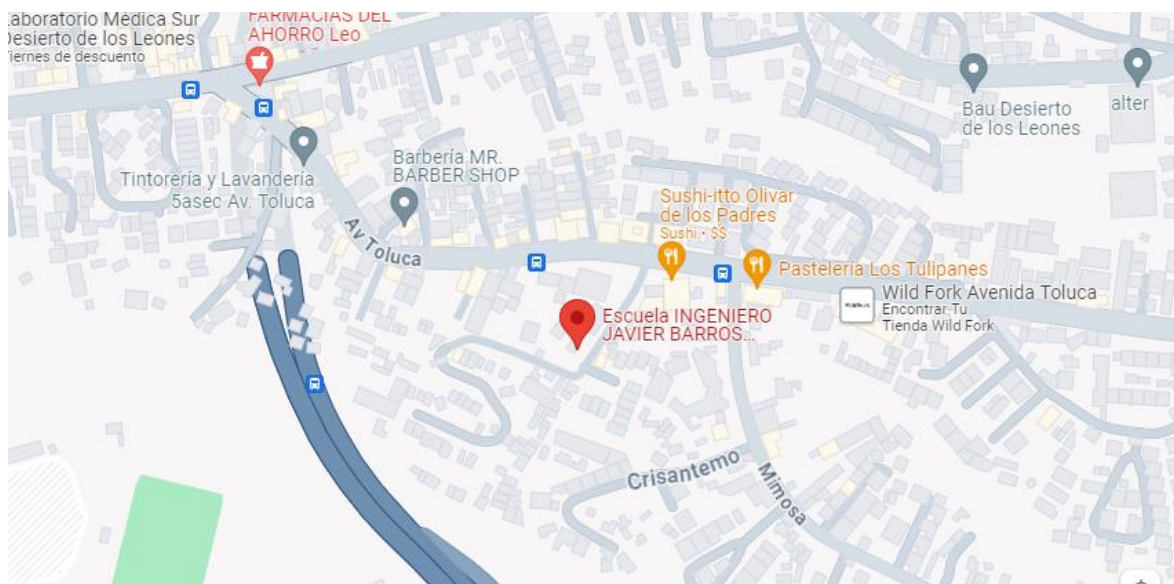 Laboratorio Médica Sur
Desierto de los Leones
Viernes de descuento
FARMACIAS DEL
AHORRO Leo
Bau Desierto
de los Leones
alter
Tintorería y Lavandería
5asec Av. Toluca
Barbería MR.
BARBER SHOP
Av Toluca
Sushi-itto Olivar
de los Padres
Sushi • $$
Pastelería Los Tulipanes
Wild Fork Avenida Toluca
Encontrar Tu
Tienda Wild Fork
Escuela INGENIERO
JAVIER BARROS...
Crisantemo
Mimosa